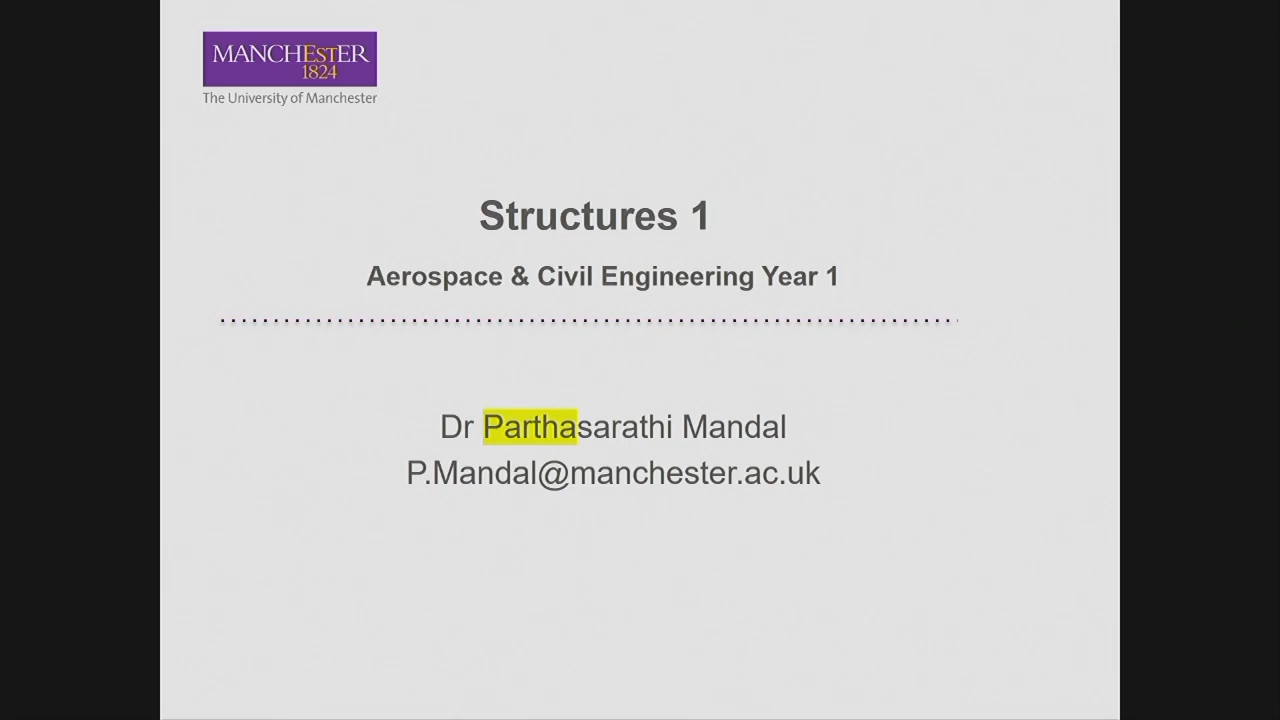 MANCHESTER
1824
The University of Manchester
Structures 1
Aerospace & Civil Engineering Year 1
Dr Parthasarathi Mandal
P.Mandal@manchester.ac.uk